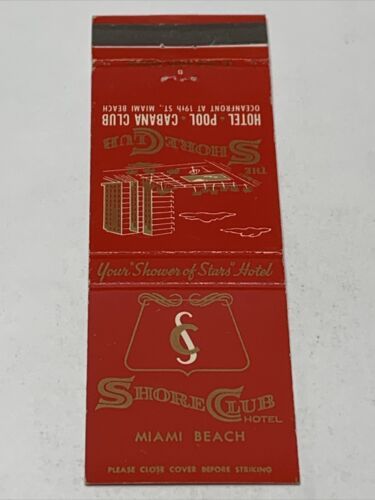 THE
SHORE CLUB
HOTEL • POOL • CABANA CLUB
OCEANFRONT AT 19th ST., MIAMI BEACH
Your "Shower of Stars" Hotel
SC
SHORE CLUB
HOTEL
MIAMI BEACH
PLEASE CLOSE COVER BEFORE STRIKING